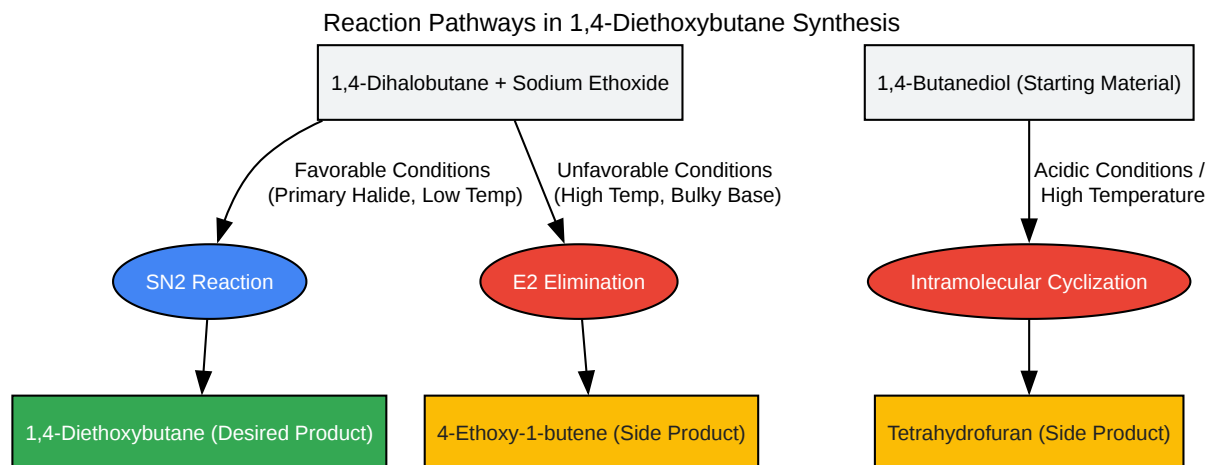 Reaction Pathways in 1,4-Diethoxybutane Synthesis
1,4-Dihalobutane + Sodium Ethoxide
1,4-Butanediol (Starting Material)
Favorable Conditions
(Primary Halide, Low Temp)
Unfavorable Conditions
(High Temp, Bulky Base)
Acidic Conditions /
High Temperature
SN2 Reaction
E2 Elimination
Intramolecular Cyclization
1,4-Diethoxybutane (Desired Product)
4-Ethoxy-1-butene (Side Product)
Tetrahydrofuran (Side Product)